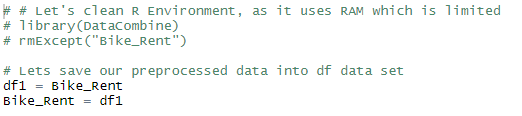 # # Let's Clean R Environment, as it uses RAM which is limited
# library(DataCombine)
# rmExcept("Bike_Rent")
# Lets save our preprocessed data into df data set
df1 = Bike_Rent
Bike_Rent = df1